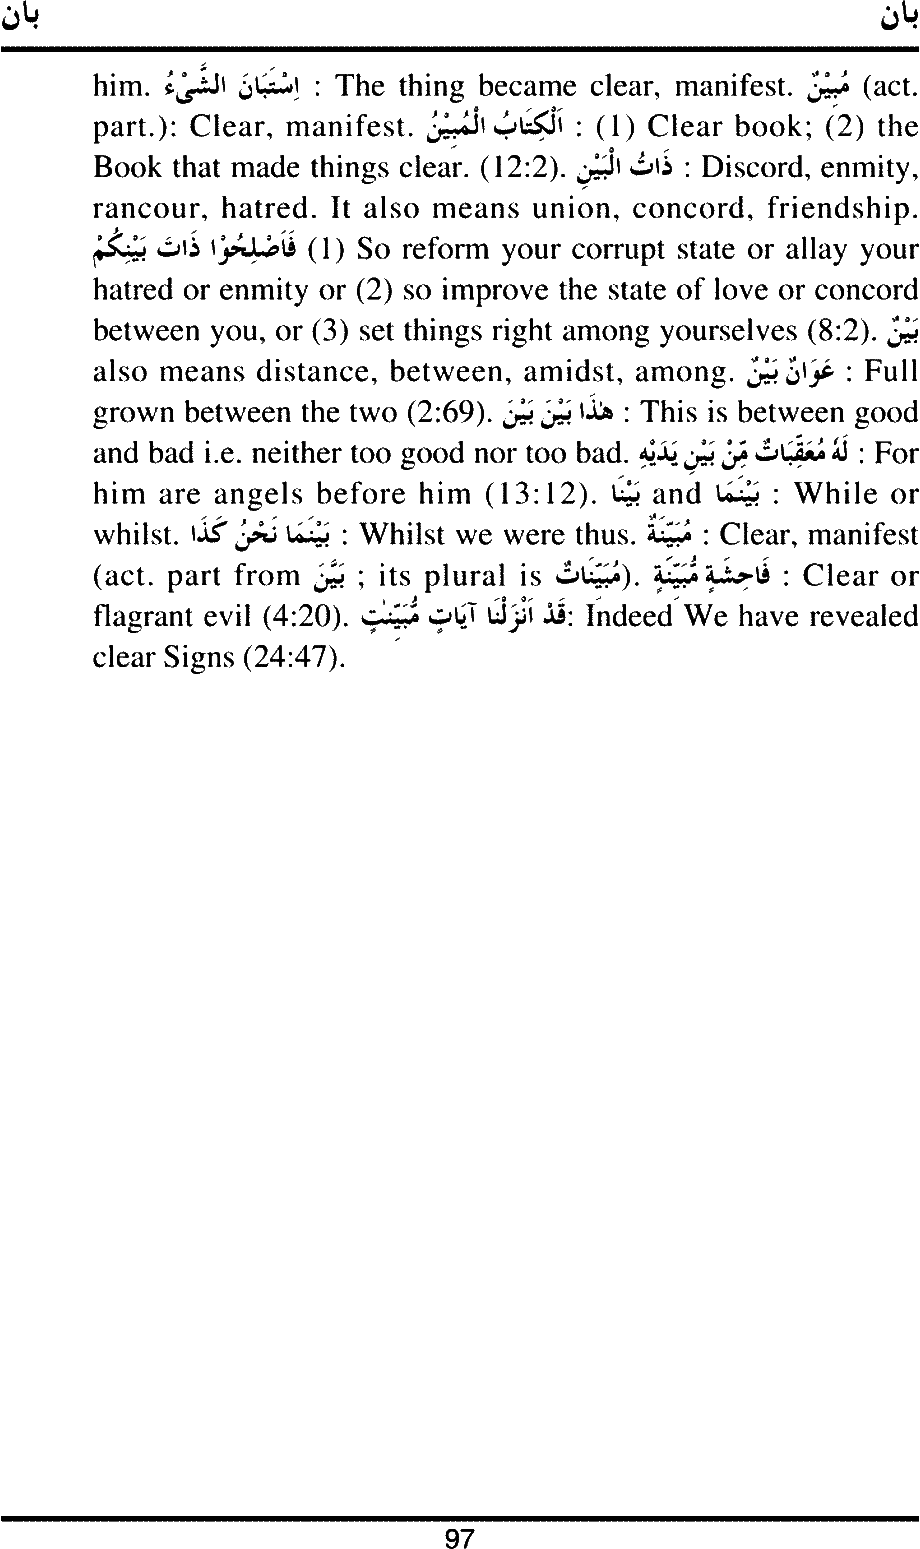 بان بان
him. اِسْتَبَانَ الشَّىْءُ : The thing became clear, manifest. مُبِيْنٌ (act.
part.): Clear, manifest. اَلْكِتَابُ الْمُبِيْنُ : (1) Clear book; (2) the
Book that made things clear. (12:2). ذَاتُ الْبَيْنِ : Discord, enmity,
rancour, hatred. It also means union, concord, friendship.
فَاَصْلِحُوْا ذَاتَ بَيْنِكُمْ (1) So reform your corrupt state or allay your
hatred or enmity or (2) so improve the state of love or concord
between you, or (3) set things right among yourselves (8:2). بَيْنٌ
also means distance, between, amidst, among. عَوَانٌ بَيْنٌ : Full
grown between the two (2:69). هٰذَا بَيْنَ بَيْنَ : This is between good
and bad i.e. neither too good nor too bad. لَهُ مُعَقِّبَاتٌ مِّنْ بَيْنِ يَدَيْهِ : For
him are angels before him (13:12). بَيْنَا and بَيْنَمَا : While or
whilst. بَيْنَمَا نَحْنُ كَذَا : Whilst we were thus. مُبَيِّنَةٌ : Clear, manifest
(act. part from بَيَّنَ ; its plural is مُبَيِّنَاتٌ). فَاحِشَةٍ مُّبَيِّنَةٍ : Clear or
flagrant evil (4:20). قَدْ اَنْزَلْنَا آيَاتٍ مُّبَيِّنٰتٍ: Indeed We have revealed
clear Signs (24:47).
97